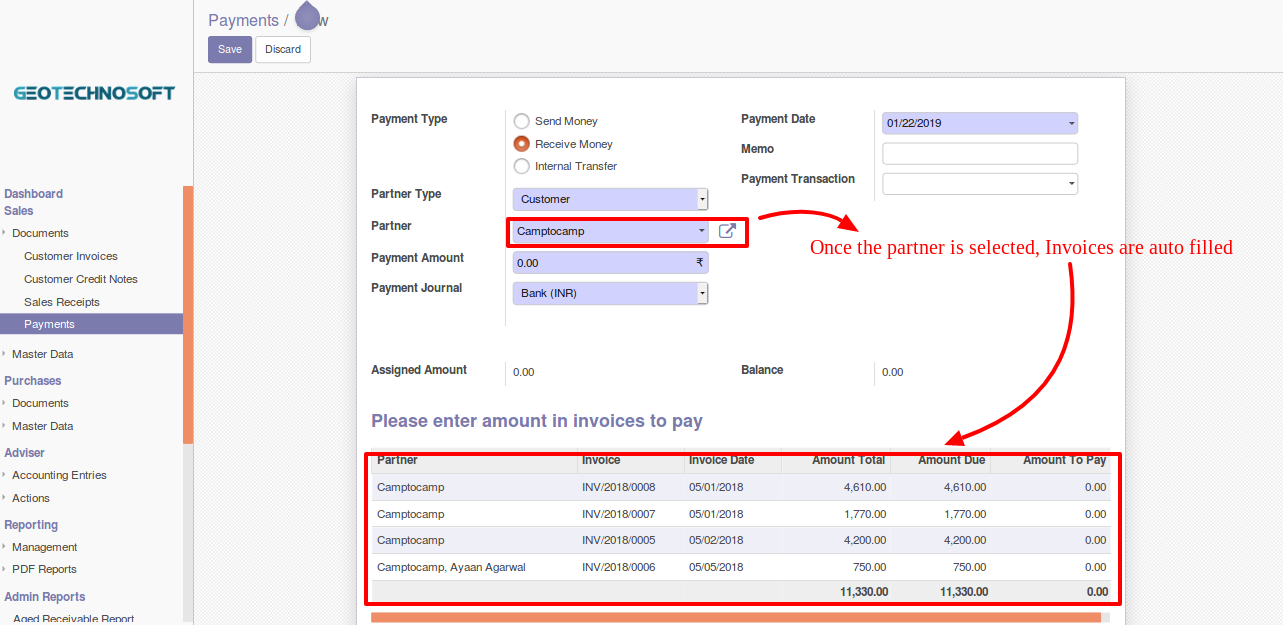 Payments /
Save Discard
GEOTECHNOSOFT
Dashboard
Sales
Documents
Customer Invoices
Customer Credit Notes
Sales Receipts
Payments
Master Data
Purchases
Documents
Master Data
Adviser
Accounting Entries
Actions
Reporting
Management
PDF Reports
Admin Reports
Aged Receivable Report
Payment Type
Send Money
Receive Money
Internal Transfer
Partner Type Customer
Partner Camptocamp
Payment Amount 0.00 ₹
Payment Journal Bank (INR)
Payment Date 01/22/2019
Memo
Payment Transaction
Once the partner is selected, Invoices are auto filled
Assigned Amount 0.00 Balance 0.00
Please enter amount in invoices to pay
Partner Invoice Invoice Date Amount Total Amount Due Amount To Pay
Camptocamp INV/2018/0008 05/01/2018 4,610.00 4,610.00 0.00
Camptocamp INV/2018/0007 05/01/2018 1,770.00 1,770.00 0.00
Camptocamp INV/2018/0005 05/02/2018 4,200.00 4,200.00 0.00
Camptocamp, Ayaan Agarwal INV/2018/0006 05/05/2018 750.00 750.00 0.00
11,330.00 11,330.00 0.00